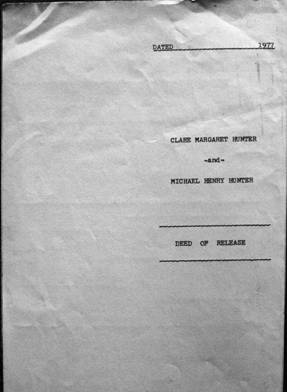 DATED 1977
CLARE MARGARET HUNTER
-and-
MICHAEL HENRY HUNTER
DEED OF RELEASE